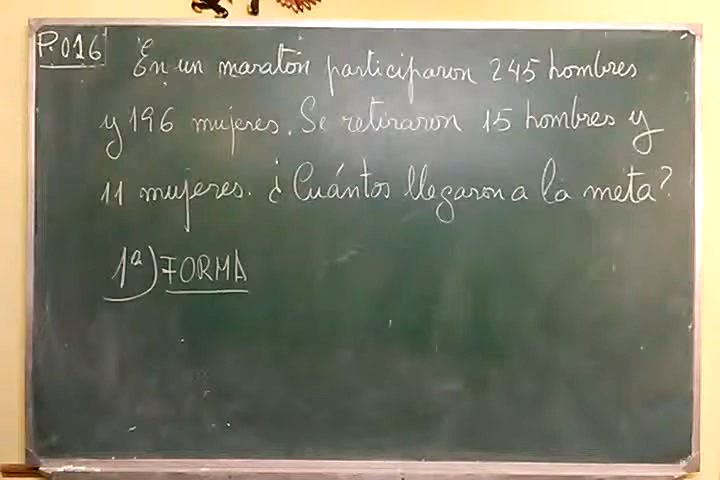 P.016 En un maratón participaron 245 hombres
y 196 mujeres. Se retiraron 15 hombres y
11 mujeres. ¿Cuántos llegaron a la meta?
1ª) FORMA